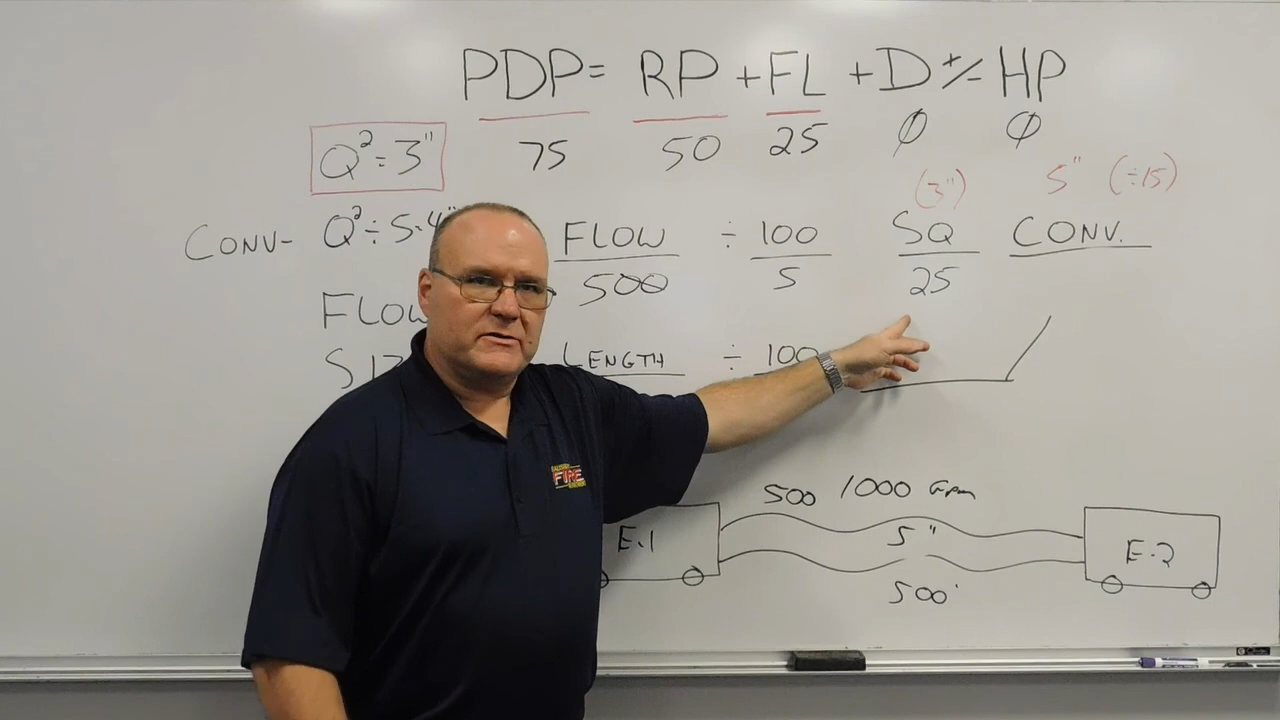 PDP= RP +FL +D +/- HP
75 50 25 Ø Ø
Q² ÷ 3"
(3") 5" (÷15)
CONV- Q² ÷ 5 · 4" FLOW ÷ 100 SQ CONV.
500 5 25
FLOW
LENGTH ÷ 100
500 1000 Gpm
E.1 5" E-2
500'
FIRE